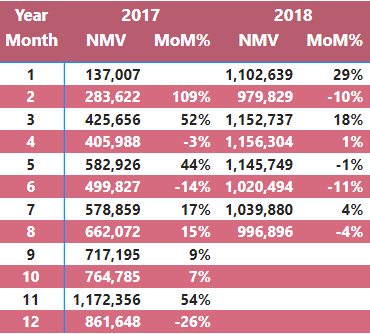 Year 2017 2018
Month NMV MoM% NMV MoM%
1 137,007 1,102,639 29%
2 283,622 109% 979,829 -10%
3 425,656 52% 1,152,737 18%
4 405,988 -3% 1,156,304 1%
5 582,926 44% 1,145,749 -1%
6 499,827 -14% 1,020,494 -11%
7 578,859 17% 1,039,880 4%
8 662,072 15% 996,896 -4%
9 717,195 9%
10 764,785 7%
11 1,172,356 54%
12 861,648 -26%